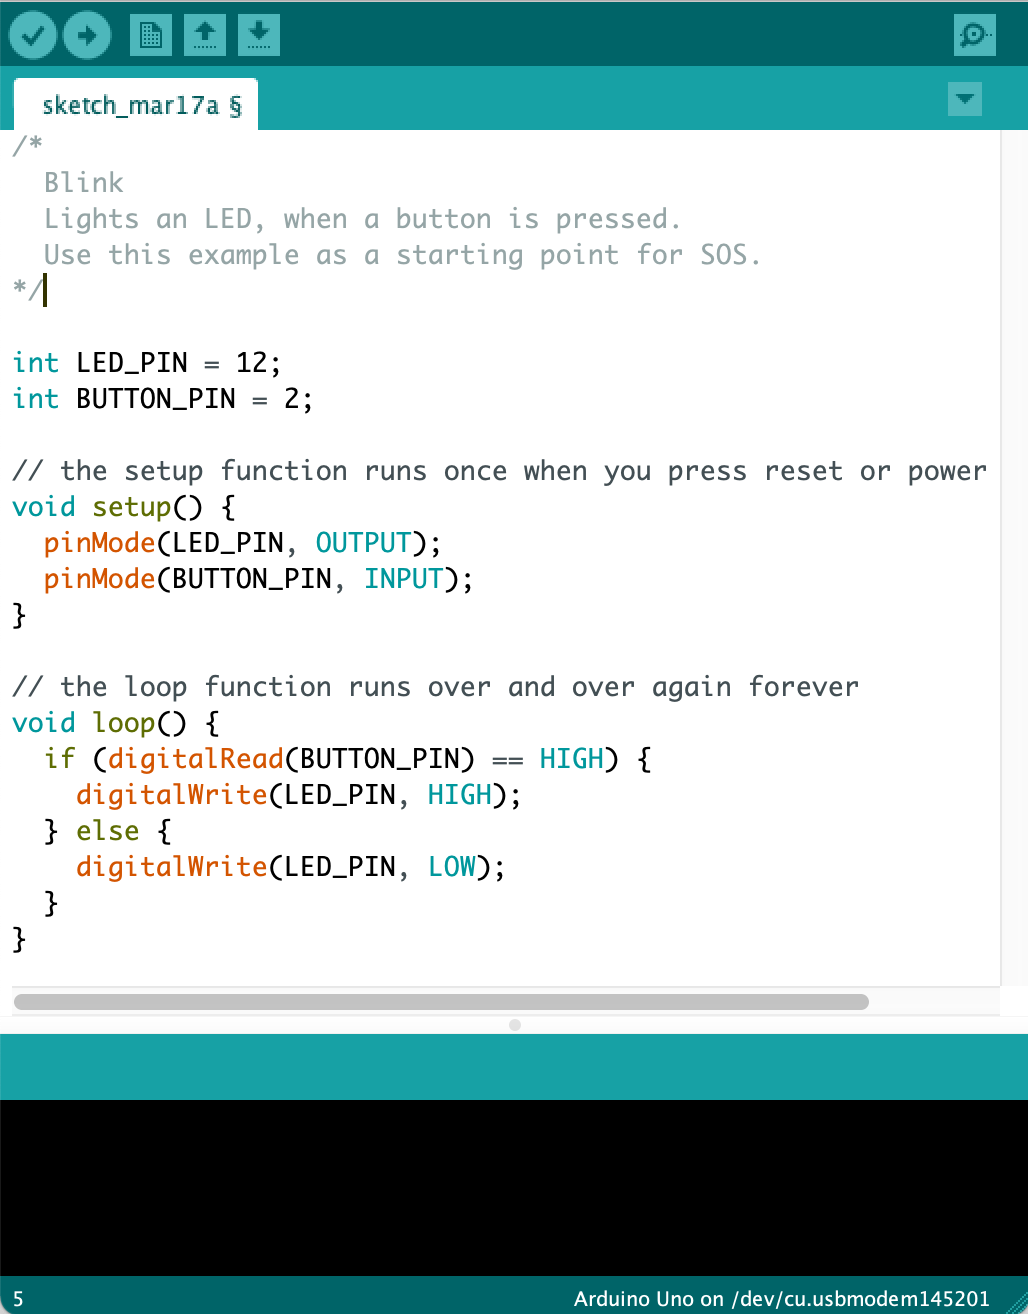 sketch_mar17a §
/*
  Blink
  Lights an LED, when a button is pressed.
  Use this example as a starting point for SOS.
*/
int LED_PIN = 12;
int BUTTON_PIN = 2;
// the setup function runs once when you press reset or power
void setup() {
  pinMode(LED_PIN, OUTPUT);
  pinMode(BUTTON_PIN, INPUT);
}
// the loop function runs over and over again forever
void loop() {
  if (digitalRead(BUTTON_PIN) == HIGH) {
    digitalWrite(LED_PIN, HIGH);
  } else {
    digitalWrite(LED_PIN, LOW);
  }
}
5 Arduino Uno on /dev/cu.usbmodem145201